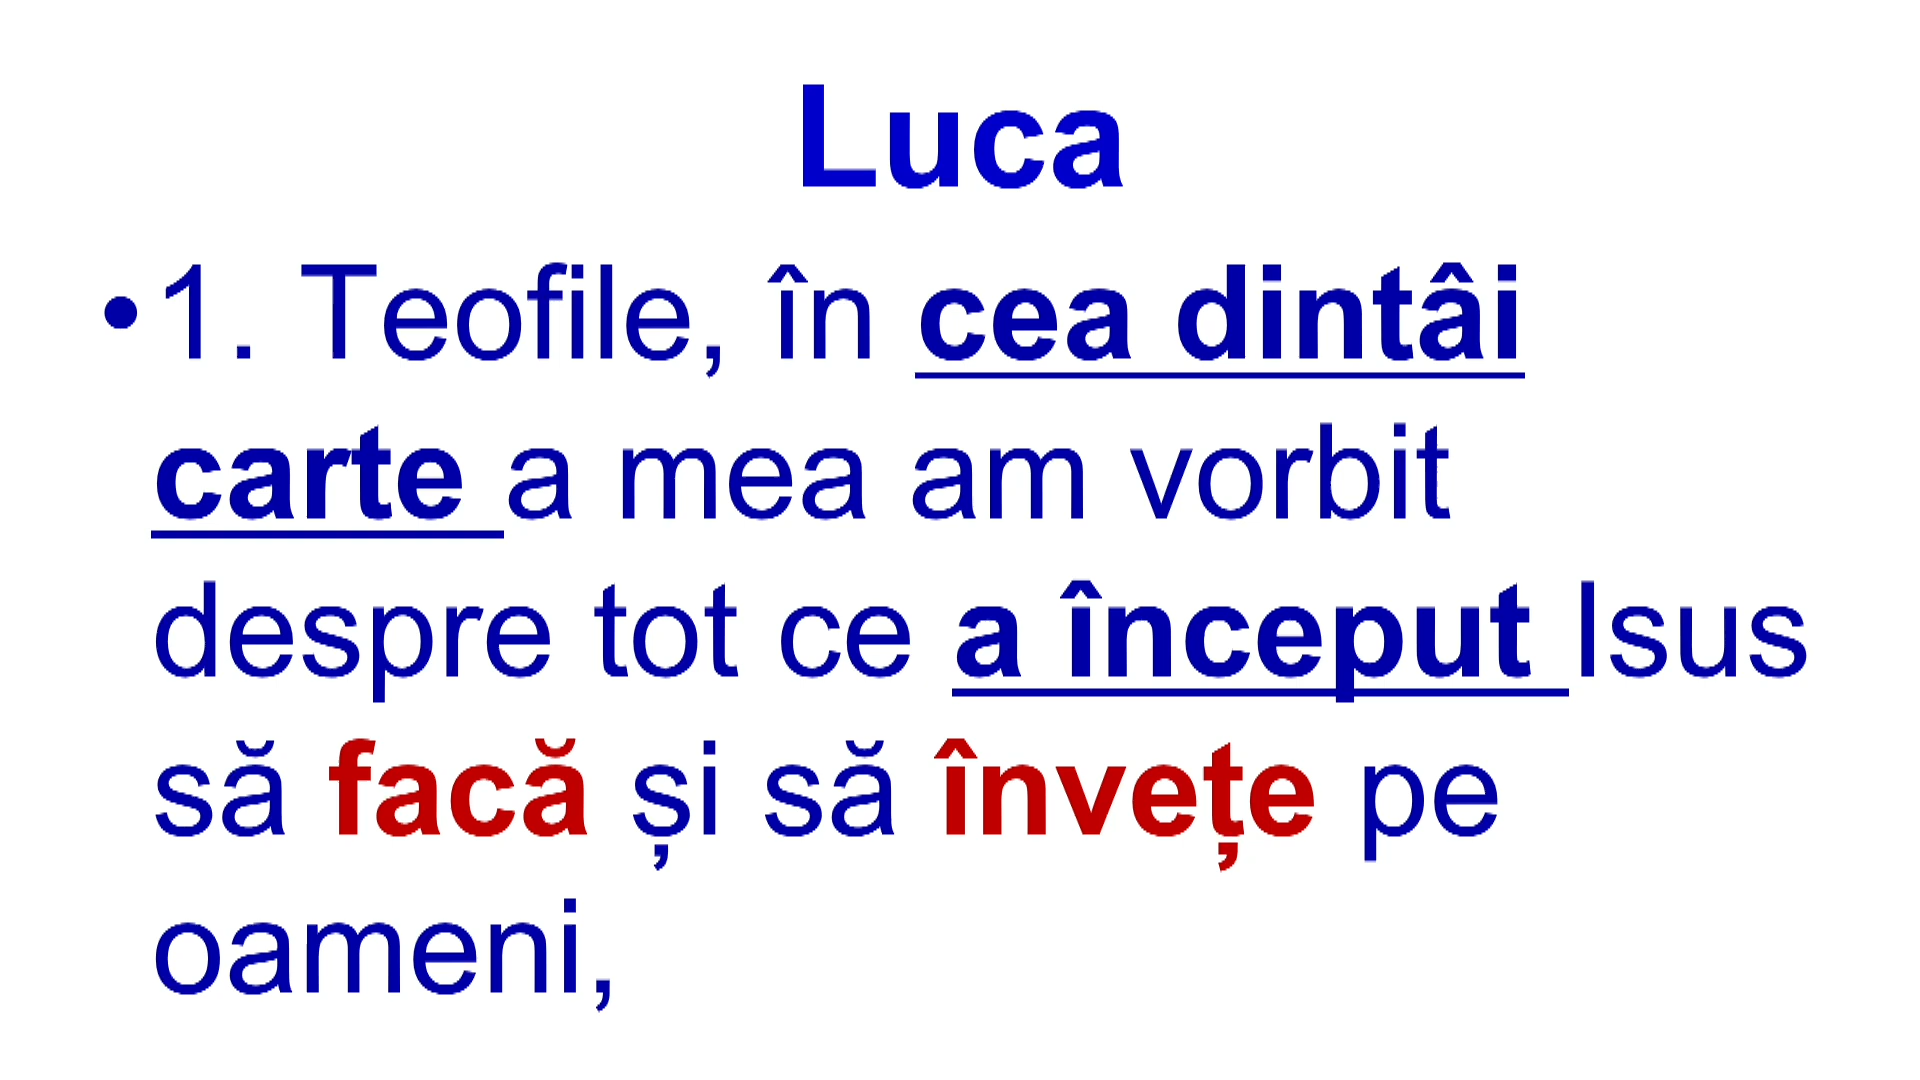 Luca
•1. Teofile, în cea dintâi
carte a mea am vorbit
despre tot ce a început Isus
să facă și să învețe pe
oameni,